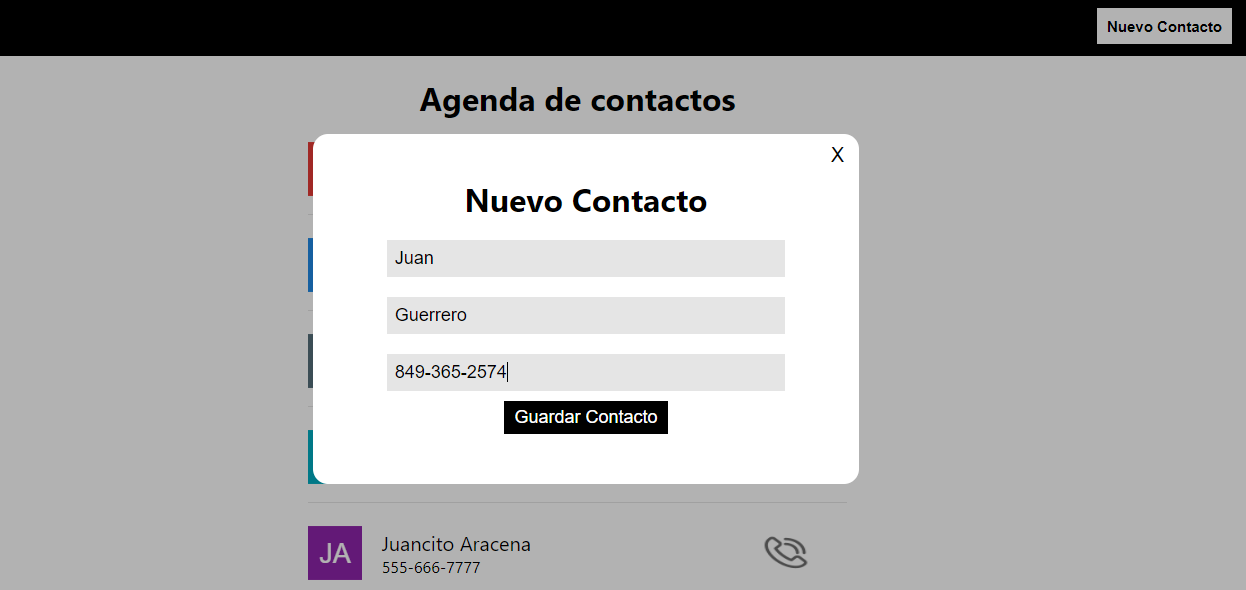 Nuevo Contacto
Agenda de contactos
X
Nuevo Contacto
Juan
Guerrero
849-365-2574
Guardar Contacto
JA
Juancito Aracena
555-666-7777